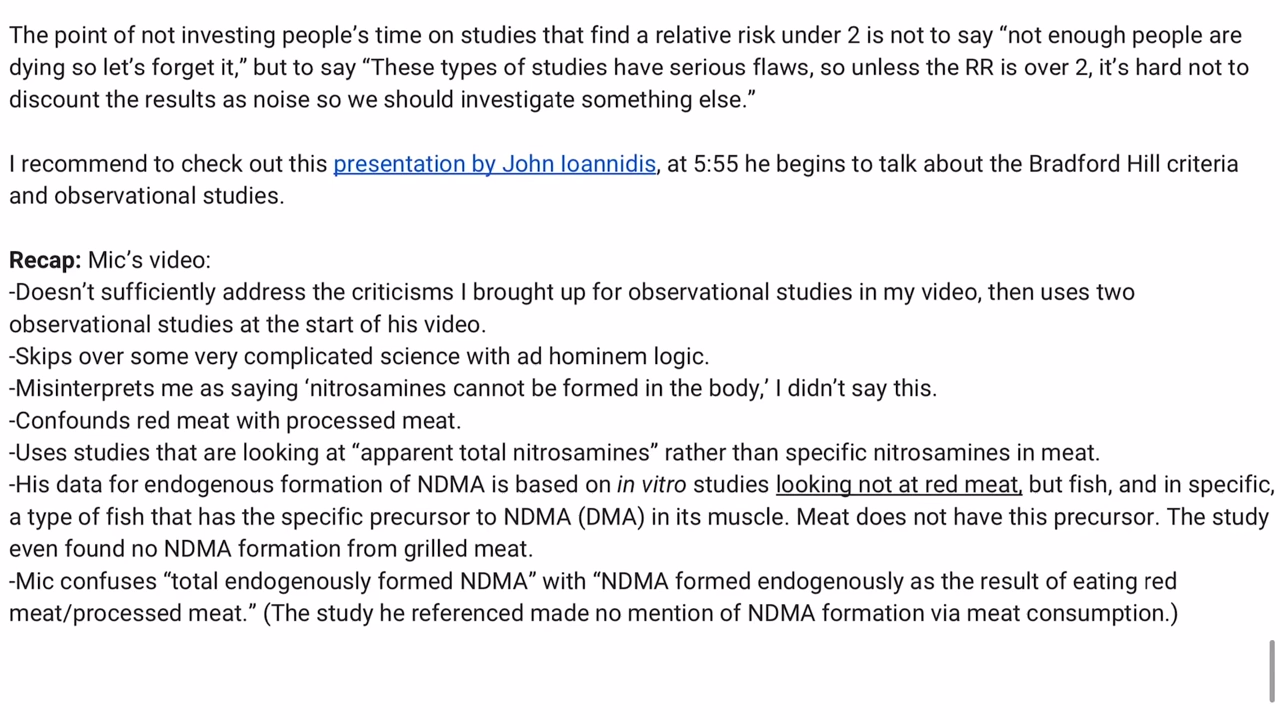 The point of not investing people’s time on studies that find a relative risk under 2 is not to say “not enough people are
dying so let’s forget it,” but to say “These types of studies have serious flaws, so unless the RR is over 2, it’s hard not to
discount the results as noise so we should investigate something else.”
I recommend to check out this presentation by John Ioannidis, at 5:55 he begins to talk about the Bradford Hill criteria
and observational studies.
Recap: Mic’s video:
-Doesn’t sufficiently address the criticisms I brought up for observational studies in my video, then uses two
observational studies at the start of his video.
-Skips over some very complicated science with ad hominem logic.
-Misinterprets me as saying ‘nitrosamines cannot be formed in the body,’ I didn’t say this.
-Confounds red meat with processed meat.
-Uses studies that are looking at “apparent total nitrosamines” rather than specific nitrosamines in meat.
-His data for endogenous formation of NDMA is based on in vitro studies looking not at red meat, but fish, and in specific,
a type of fish that has the specific precursor to NDMA (DMA) in its muscle. Meat does not have this precursor. The study
even found no NDMA formation from grilled meat.
-Mic confuses “total endogenously formed NDMA” with “NDMA formed endogenously as the result of eating red
meat/processed meat.” (The study he referenced made no mention of NDMA formation via meat consumption.)